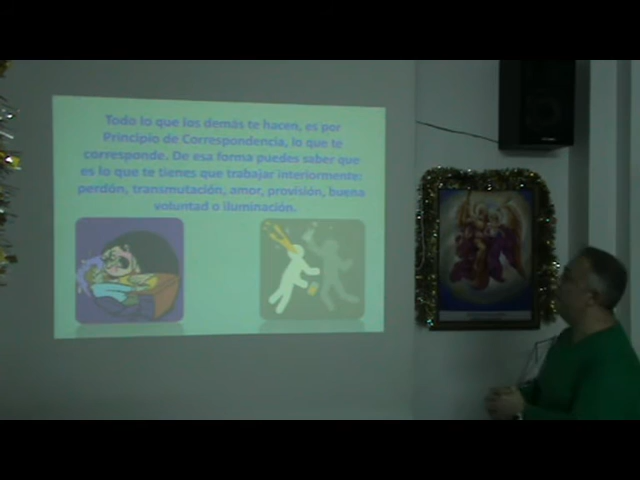 Todo lo que los demás te hacen, es por
Principio de Correspondencia, lo que te
corresponde. De esa forma puedes saber que
es lo que te tienes que trabajar interiormente:
perdón, transmutación, amor, provisión, buena
voluntad o iluminación.